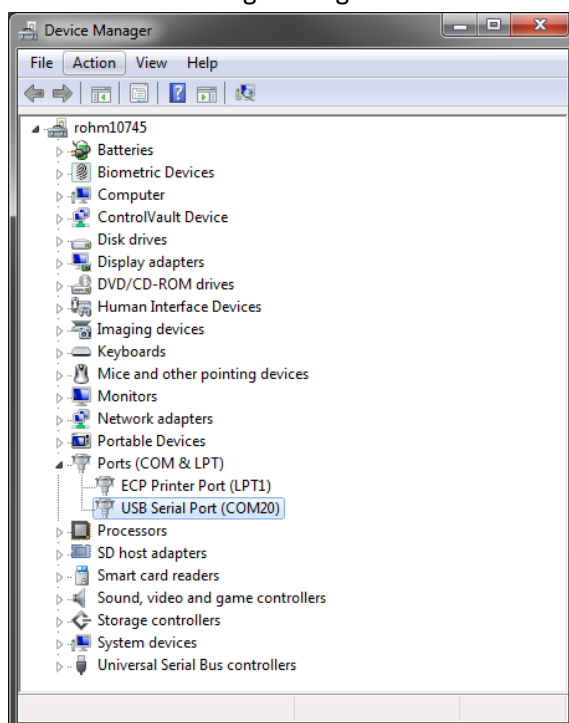 Device Manager
File Action View Help
rohm10745
Batteries
Biometric Devices
Computer
ControlVault Device
Disk drives
Display adapters
DVD/CD-ROM drives
Human Interface Devices
Imaging devices
Keyboards
Mice and other pointing devices
Monitors
Network adapters
Portable Devices
Ports (COM & LPT)
ECP Printer Port (LPT1)
USB Serial Port (COM20)
Processors
SD host adapters
Smart card readers
Sound, video and game controllers
Storage controllers
System devices
Universal Serial Bus controllers